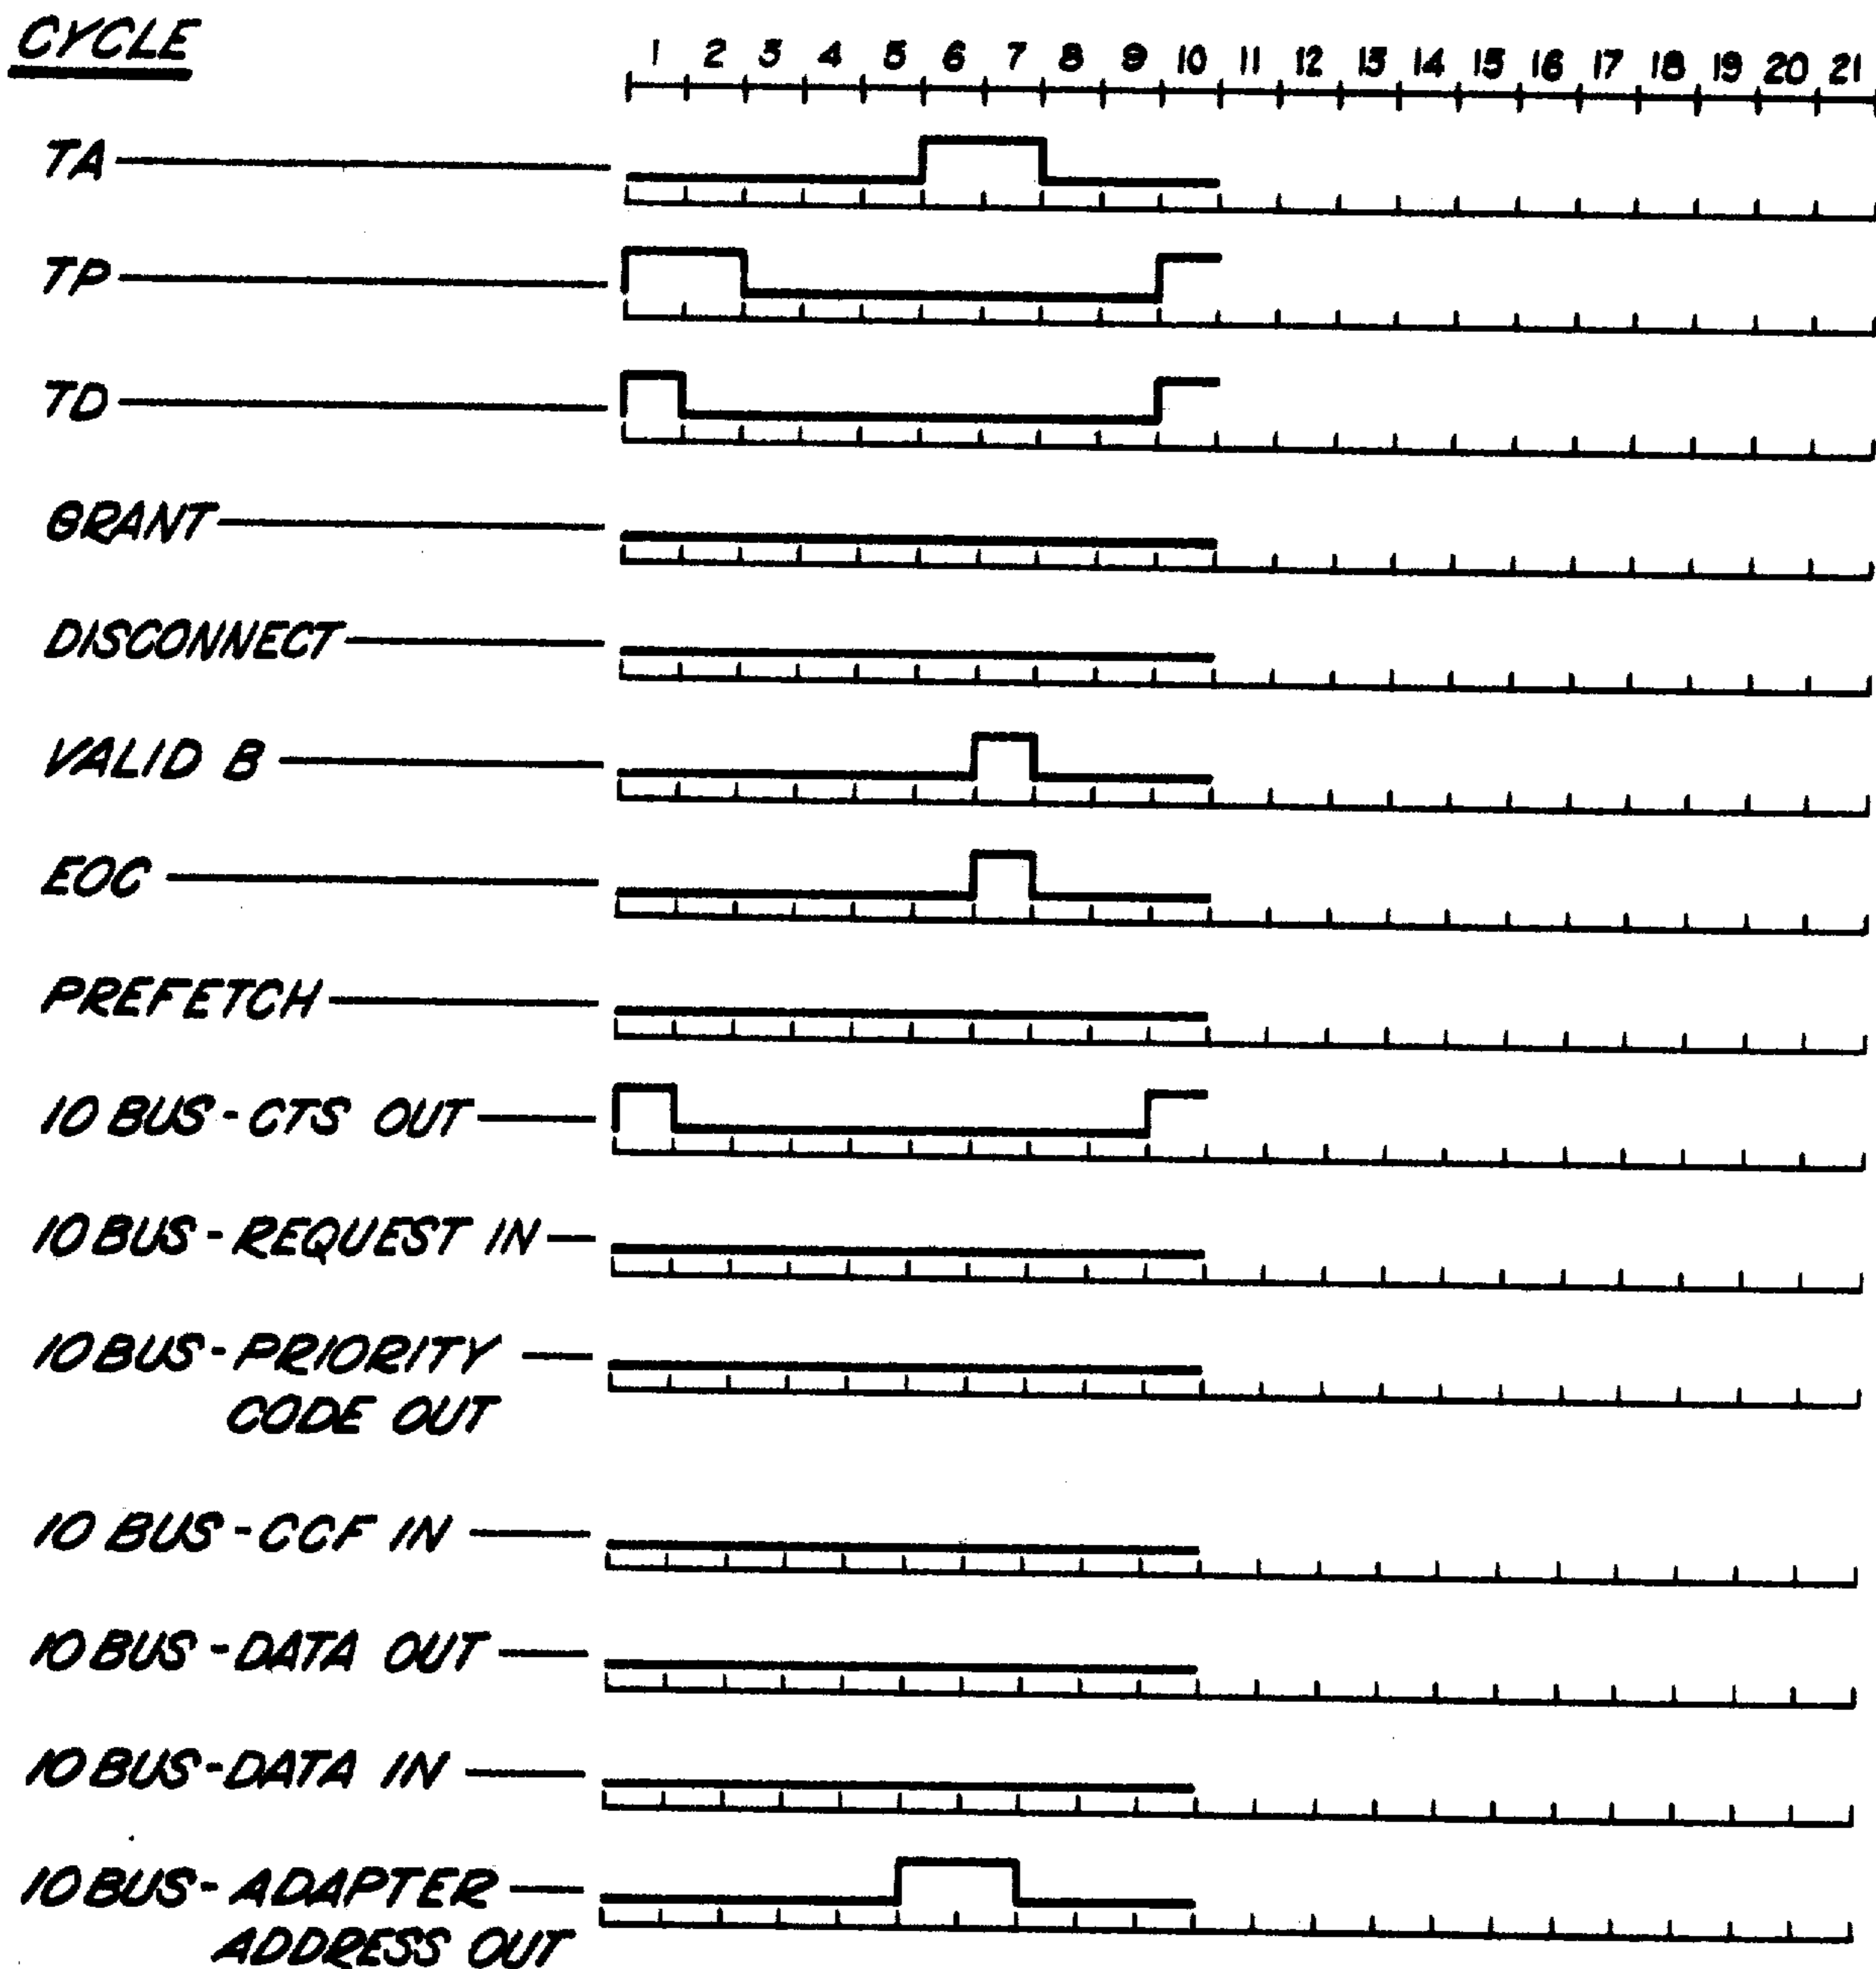 CYCLE
1 2 3 4 5 6 7 8 9 10 11 12 13 14 15 16 17 18 19 20 21
TA
TP
TD
GRANT
DISCONNECT
VALID B
EOC
PREFETCH
IO BUS-CTS OUT
IO BUS-REQUEST IN
IO BUS-PRIORITY
CODE OUT
IO BUS-CCF IN
IO BUS-DATA OUT
IO BUS-DATA IN
IO BUS-ADAPTER
ADDRESS OUT